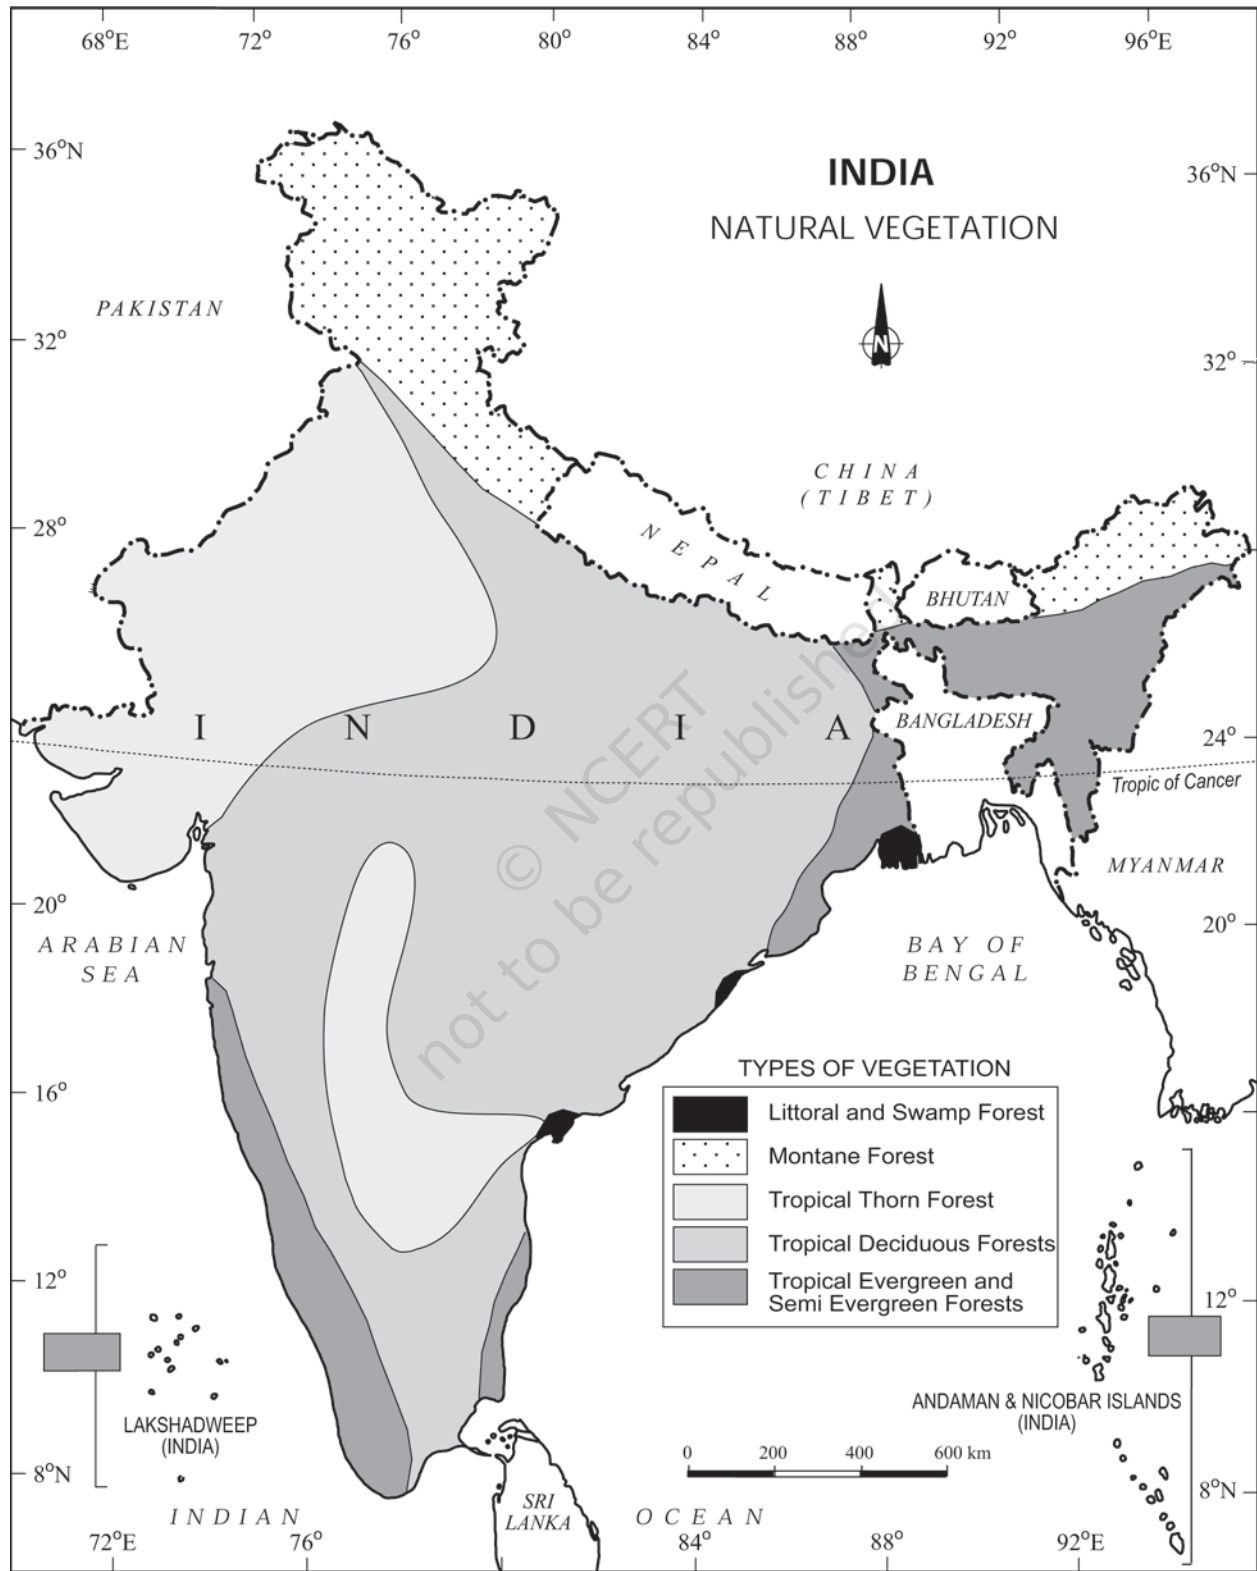 68°E 72° 76° 80° 84° 88° 92° 96°E
36°N
INDIA
36°N
NATURAL VEGETATION
PAKISTAN
N
32°
32°
CHINA
(TIBET)
28°
NEPAL
BHUTAN
INDIA
BANGLADESH
24°
Tropic of Cancer
© NCERT
not to be republished
MYANMAR
20°
20°
ARABIAN
SEA
BAY OF
BENGAL
TYPES OF VEGETATION
16°
Littoral and Swamp Forest
Montane Forest
Tropical Thorn Forest
Tropical Deciduous Forests
Tropical Evergreen and
Semi Evergreen Forests
12°
12°
LAKSHADWEEP
(INDIA)
ANDAMAN & NICOBAR ISLANDS
(INDIA)
0 200 400 600 km
8°N
8°N
SRI
LANKA
INDIAN OCEAN
72°E 76° 84° 88° 92°E